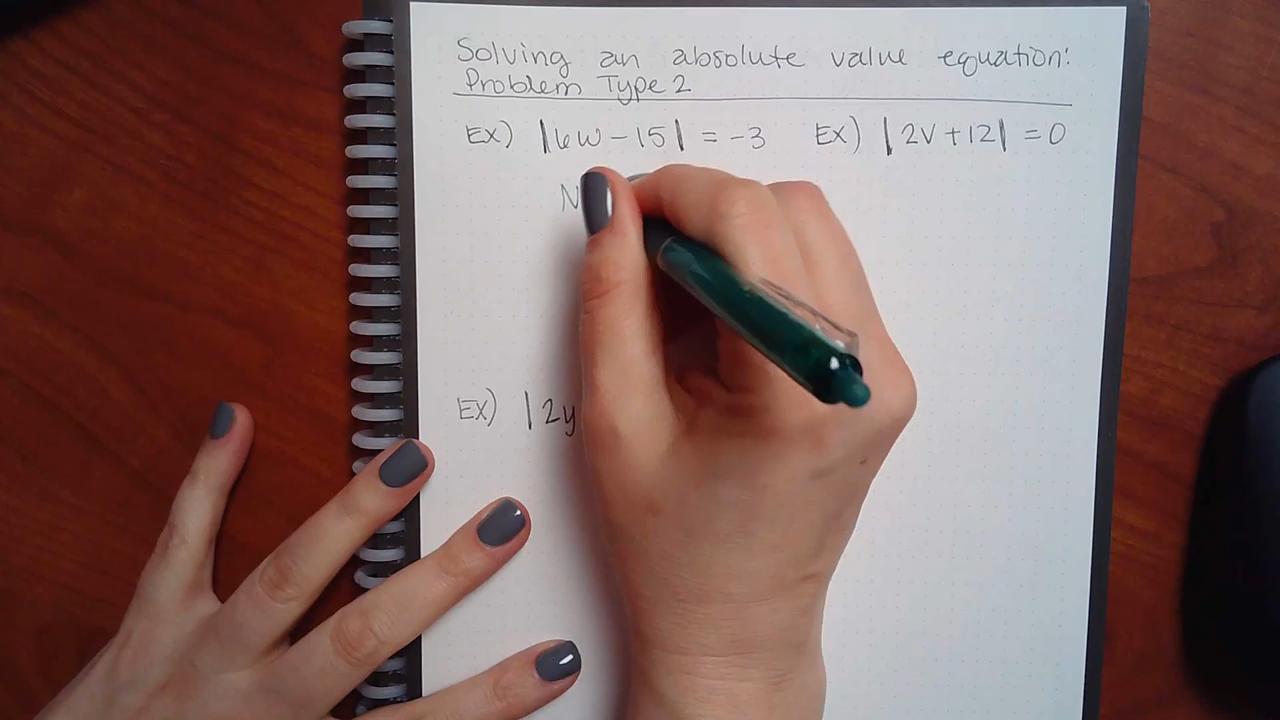 Solving an absolute value equation:
Problem Type 2
EX) |6w - 15| = -3 EX) |2v + 12| = 0
N
EX) |2y